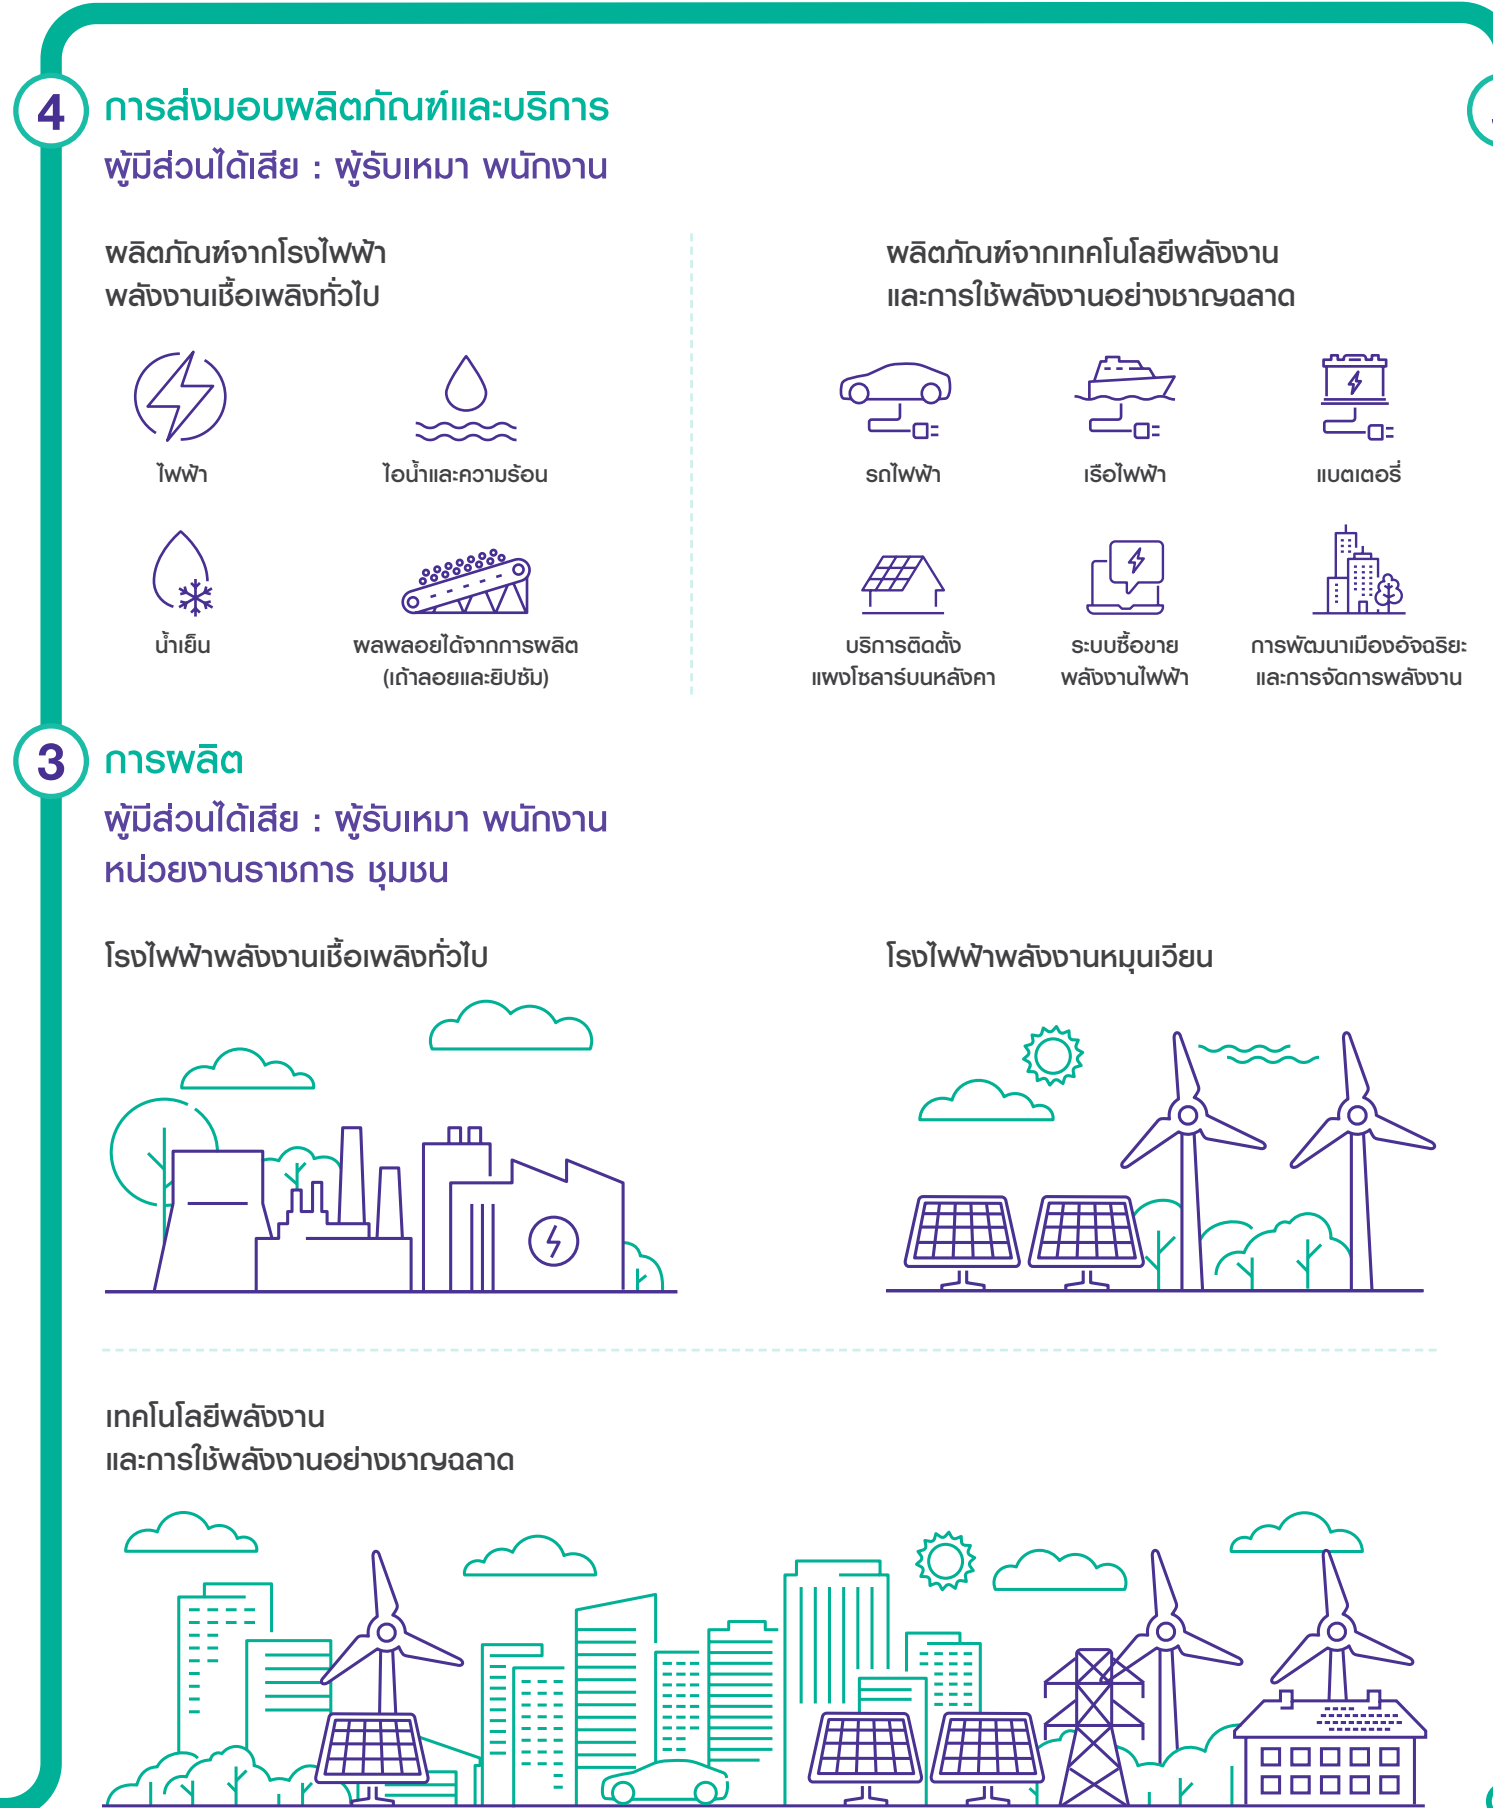 4
การส่งมอบผลิตภัณฑ์และบริการ
ผู้มีส่วนได้เสีย : ผู้รับเหมา พนักงาน
ผลิตภัณฑ์จากโรงไฟฟ้า
พลังงานเชื้อเพลิงทั่วไป
ไฟฟ้า
ไอน้ำและความร้อน
น้ำเย็น
ผลพลอยได้จากการผลิต
(เถ้าลอยและยิปซัม)
ผลิตภัณฑ์จากเทคโนโลยีพลังงาน
และการใช้พลังงานอย่างชาญฉลาด
รถไฟฟ้า
เรือไฟฟ้า
แบตเตอรี่
บริการติดตั้ง
แผงโซลาร์บนหลังคา
ระบบซื้อขาย
พลังงานไฟฟ้า
การพัฒนาเมืองอัจฉริยะ
และการจัดการพลังงาน
3
การผลิต
ผู้มีส่วนได้เสีย : ผู้รับเหมา พนักงาน
หน่วยงานราชการ ชุมชน
โรงไฟฟ้าพลังงานเชื้อเพลิงทั่วไป
โรงไฟฟ้าพลังงานหมุนเวียน
เทคโนโลยีพลังงาน
และการใช้พลังงานอย่างชาญฉลาด